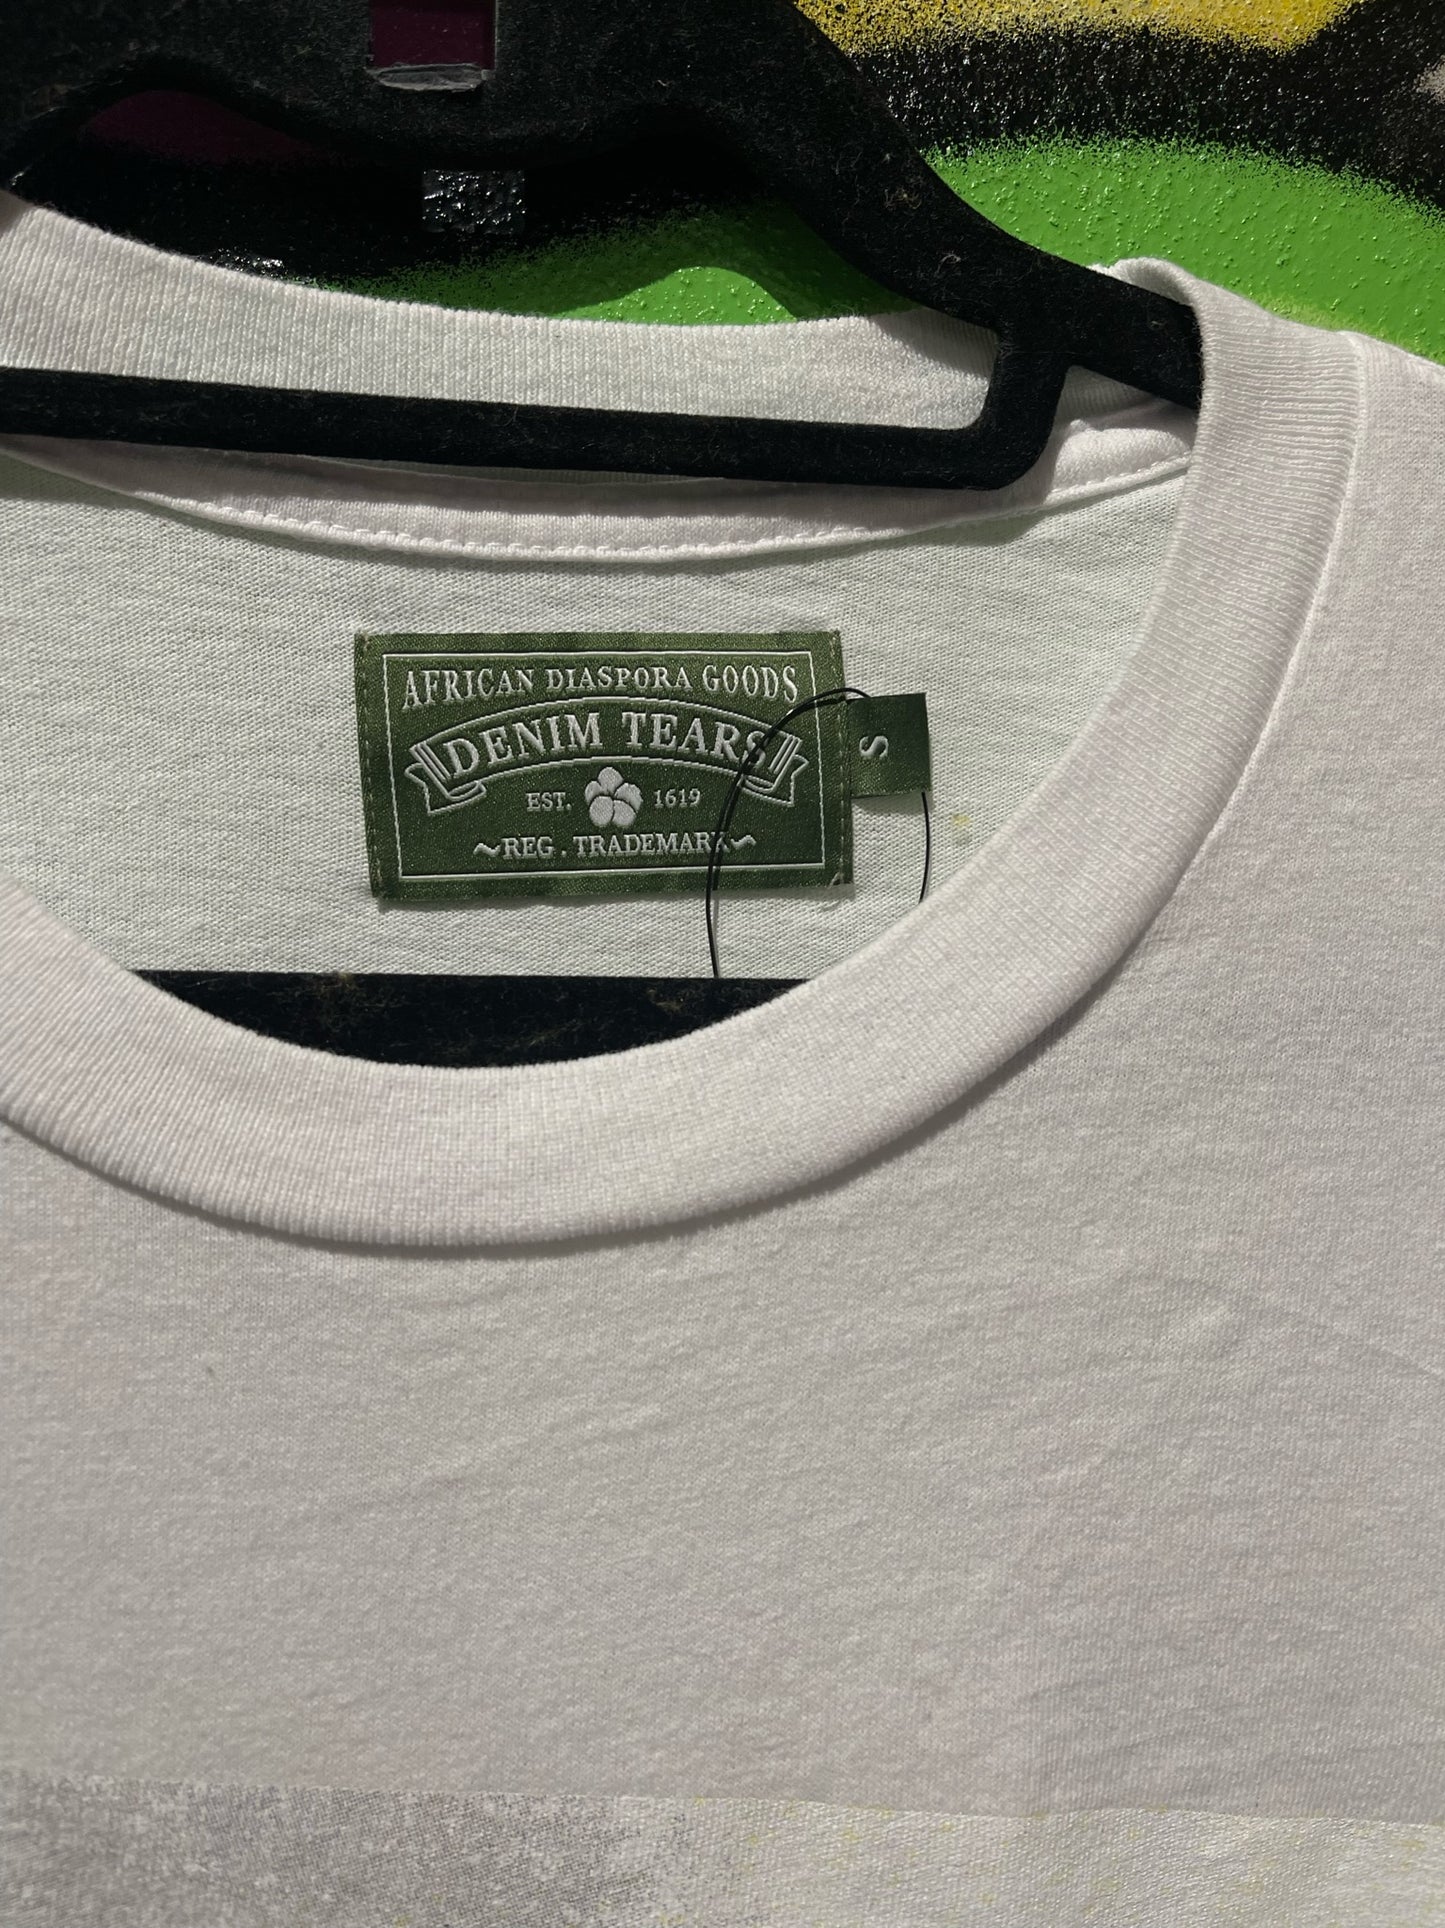 AFRICAN DIASPORA GOODS
DENIM TEARS
EST. 1619
~REG. TRADEMARK~
S